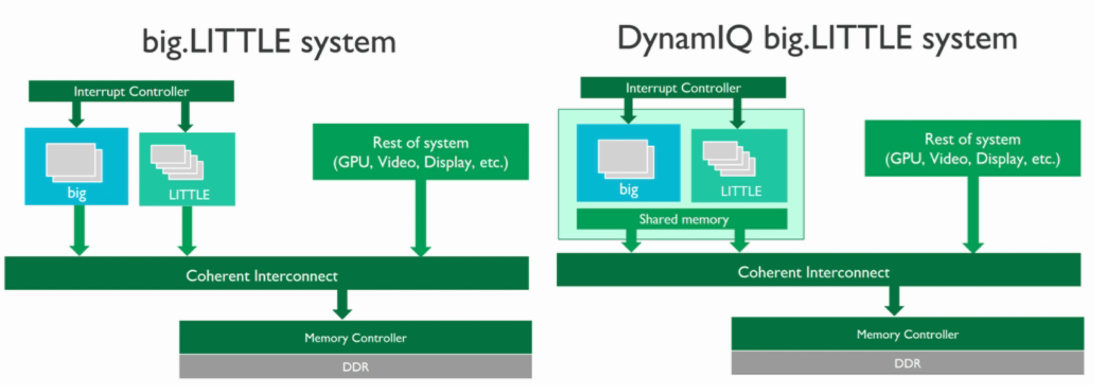 big.LITTLE system
Interrupt Controller
big
LITTLE
Rest of system
(GPU, Video, Display, etc.)
Coherent Interconnect
Memory Controller
DDR
DynamIQ big.LITTLE system
Interrupt Controller
big
LITTLE
Shared memory
Rest of system
(GPU, Video, Display, etc.)
Coherent Interconnect
Memory Controller
DDR